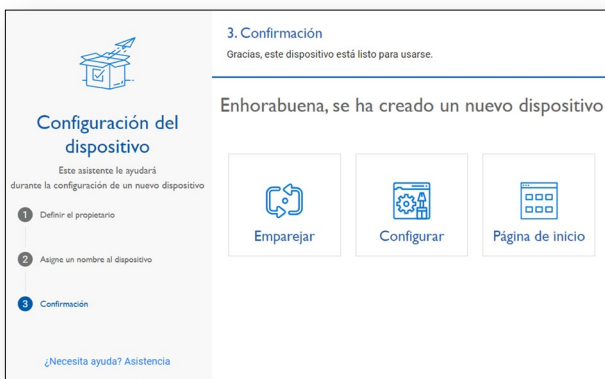 Configuración del
dispositivo
Este asistente le ayudará
durante la configuración de un nuevo dispositivo
1 Definir el propietario
2 Asigne un nombre al dispositivo
3 Confirmación
¿Necesita ayuda? Asistencia
3. Confirmación
Gracias, este dispositivo está listo para usarse.
Enhorabuena, se ha creado un nuevo dispositivo
Emparejar
Configurar
Página de inicio